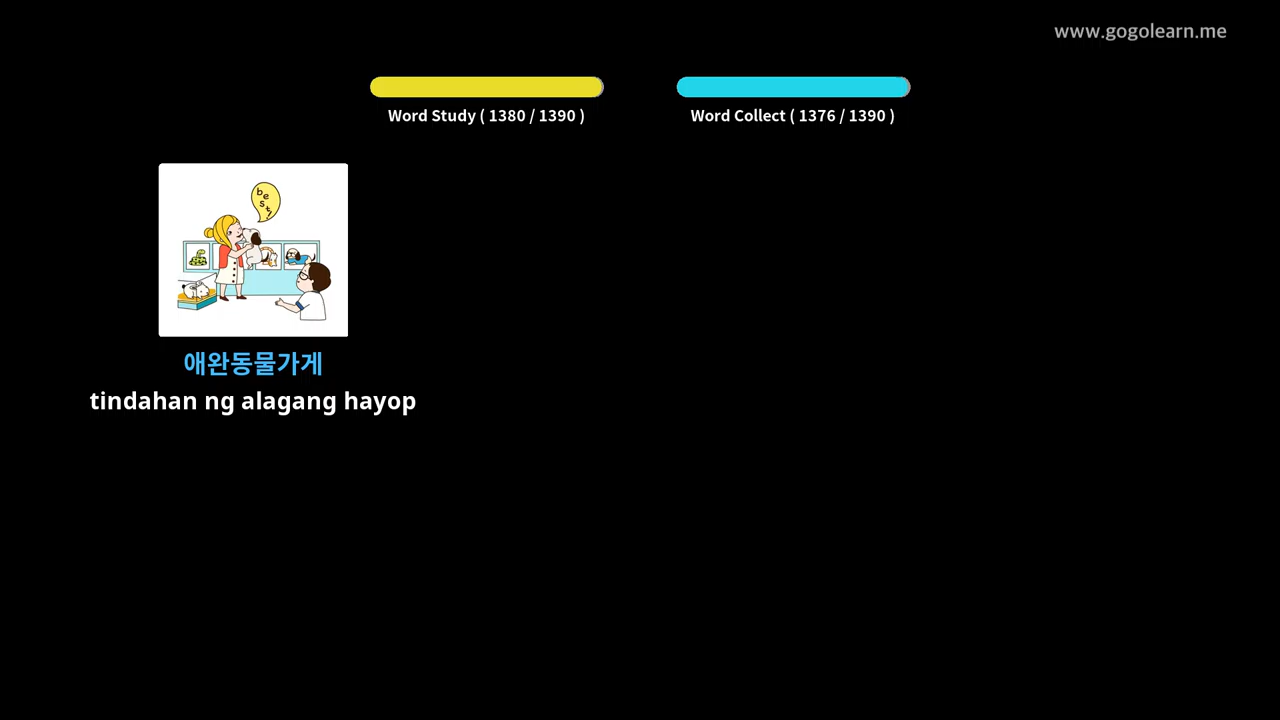 www.gogolearn.me
Word Study ( 1380 / 1390 )
Word Collect ( 1376 / 1390 )
best!
애완동물가게
tindahan ng alagang hayop